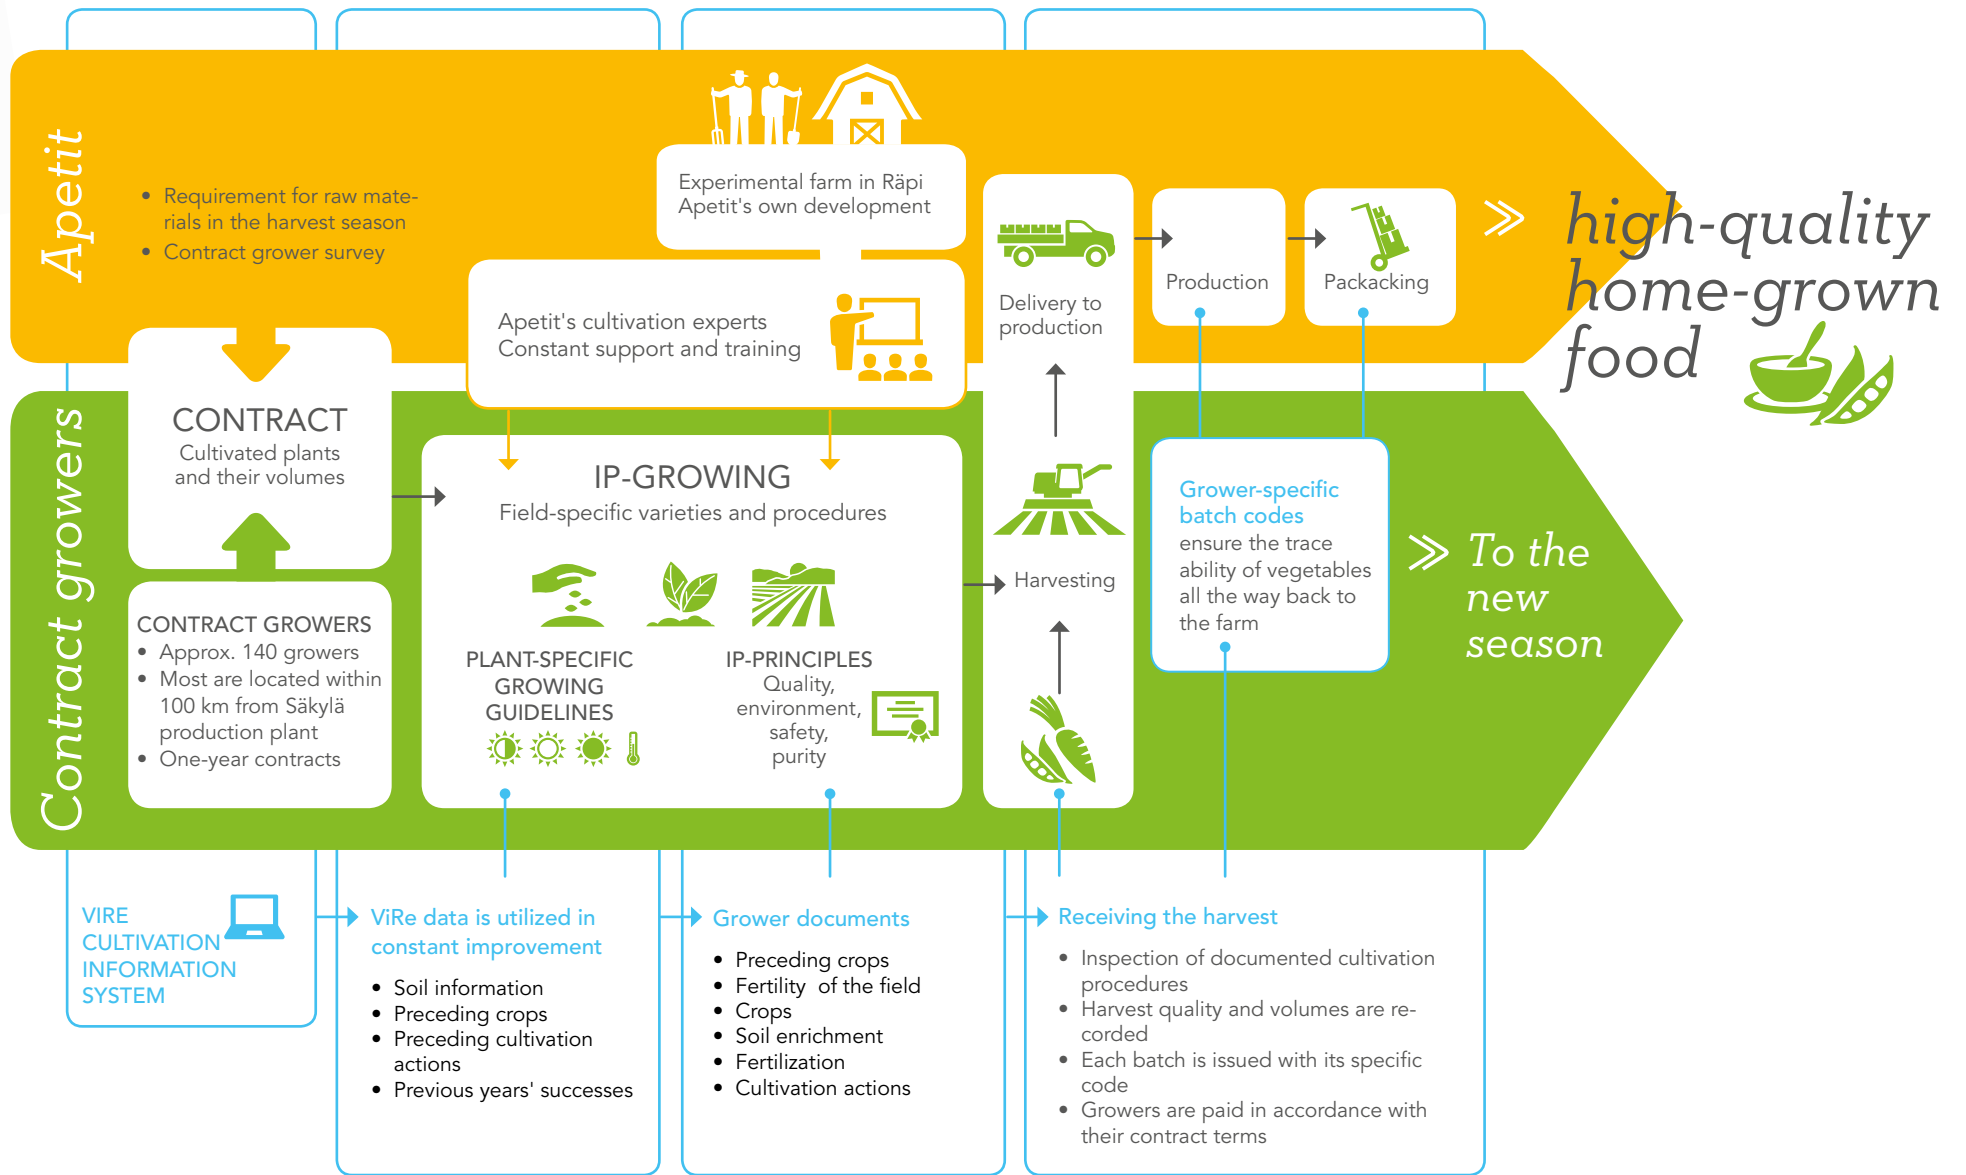 Apetit
• Requirement for raw mate-
rials in the harvest season
• Contract grower survey
Experimental farm in Räpi
Apetit's own development
Apetit's cultivation experts
Constant support and training
Delivery to
production
Production
Packacking
high-quality
home-grown
food
Contract growers
CONTRACT
Cultivated plants
and their volumes
CONTRACT GROWERS
• Approx. 140 growers
• Most are located within
100 km from Säkylä
production plant
• One-year contracts
IP-GROWING
Field-specific varieties and procedures
PLANT-SPECIFIC
GROWING
GUIDELINES
IP-PRINCIPLES
Quality,
environment,
safety,
purity
Harvesting
Grower-specific
batch codes
ensure the trace
ability of vegetables
all the way back to
the farm
To the
new
season
VIRE
CULTIVATION
INFORMATION
SYSTEM
ViRe data is utilized in
constant improvement
• Soil information
• Preceding crops
• Preceding cultivation
actions
• Previous years' successes
Grower documents
• Preceding crops
• Fertility of the field
• Crops
• Soil enrichment
• Fertilization
• Cultivation actions
Receiving the harvest
• Inspection of documented cultivation
procedures
• Harvest quality and volumes are re-
corded
• Each batch is issued with its specific
code
• Growers are paid in accordance with
their contract terms